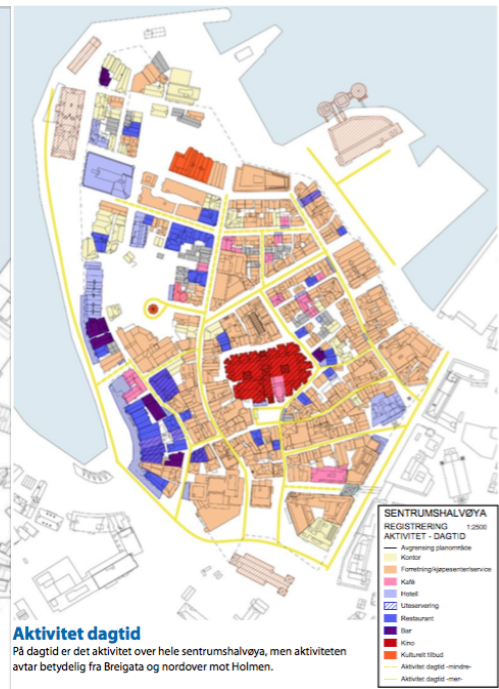 SENTRUMSHALVØYA
REGISTRERING 1:2500
AKTIVITET - DAGTID
Avgrensing planområde
Kontor
Forretning/kjøpesenter/service
Kafé
Hotell
Uteservering
Restaurant
Bar
Kino
Kulturelt tilbud
Aktivitet dagtid -mindre-
Aktivitet dagtid -mer-
Aktivitet dagtid
På dagtid er det aktivitet over hele sentrumshalvøya, men aktiviteten
avtar betydelig fra Breigata og nordover mot Holmen.